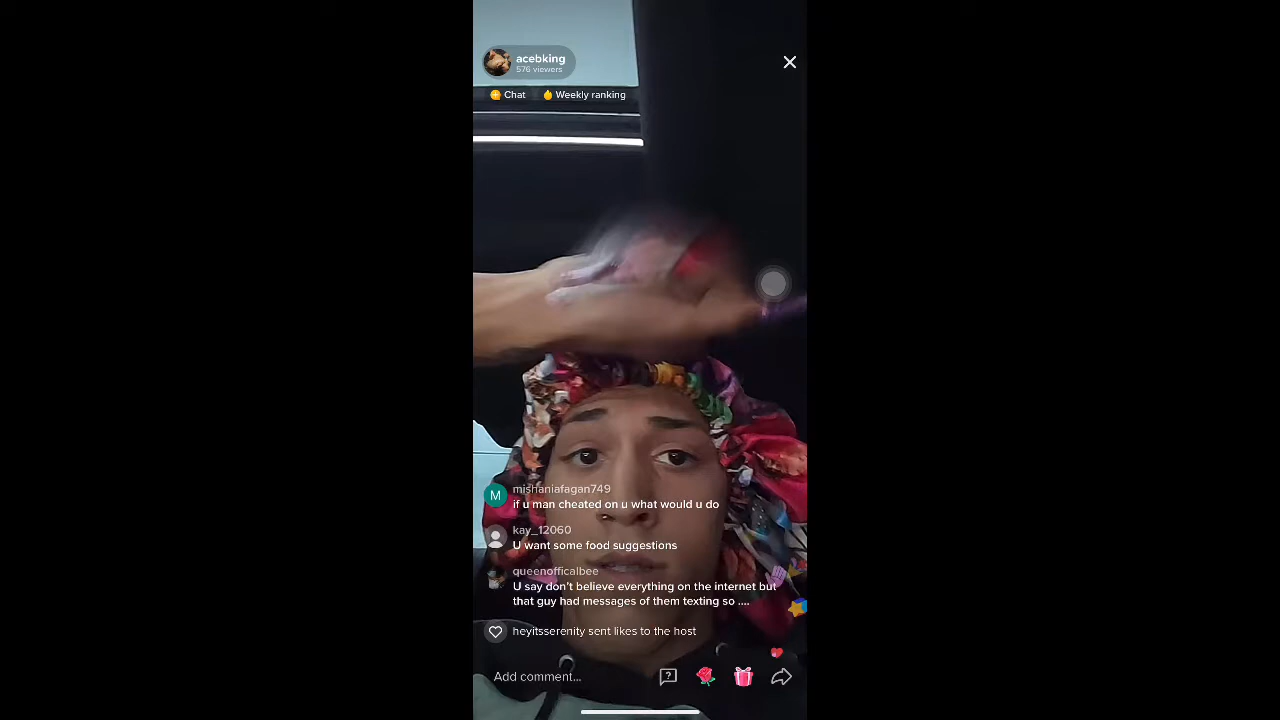 acebking
576 viewers
Chat
Weekly ranking
M
mishaniafagan749
if u man cheated on u what would u do
kay_12060
U want some food suggestions
queenofficalbee
U say don't believe everything on the internet but
that guy had messages of them texting so ....
heyitsserenity sent likes to the host
Add comment...
?